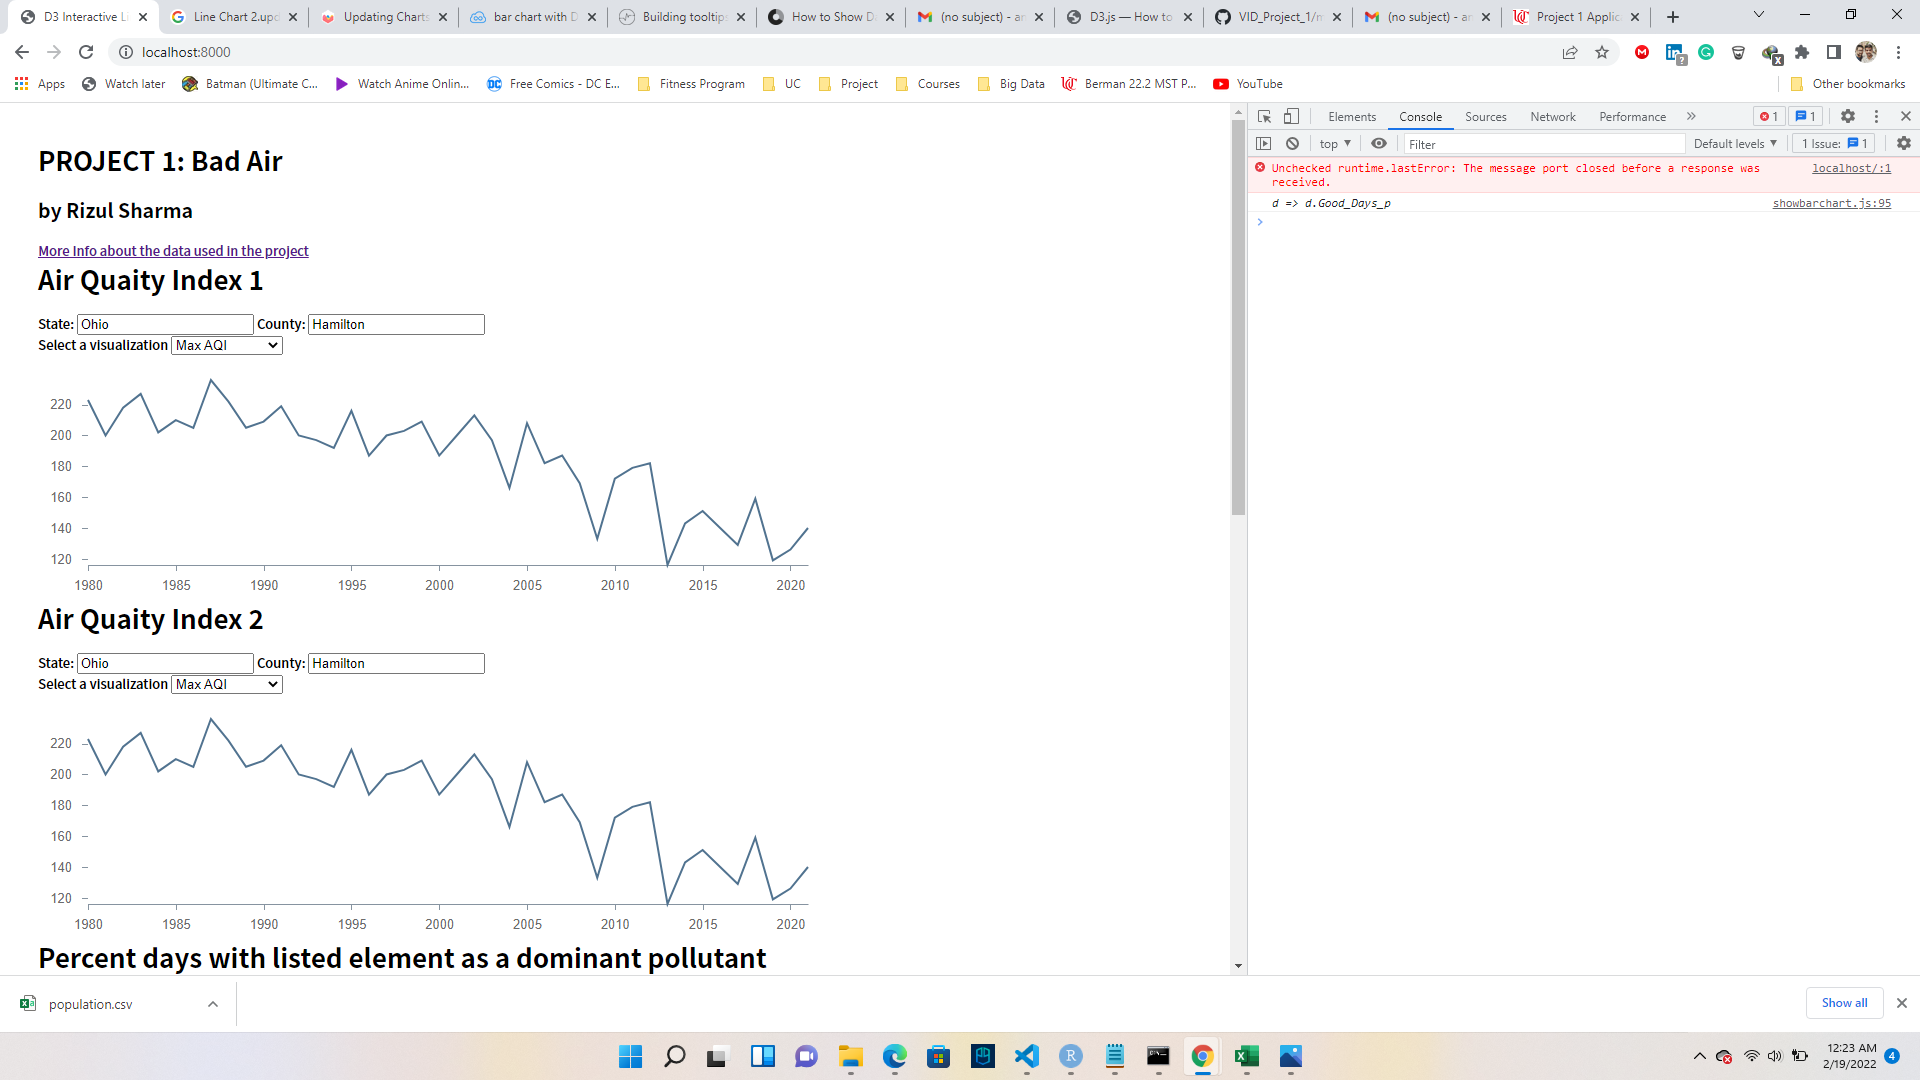 D3 Interactive Li
Line Chart 2.upd
Updating Charts
bar chart with D
Building tooltips
How to Show Da
(no subject) - an
D3.js — How to
VID_Project_1/m
(no subject) - an
Project 1 Applic
localhost:8000
Apps
Watch later
Batman (Ultimate C...
Watch Anime Onlin...
Free Comics - DC E...
Fitness Program
UC
Project
Courses
Big Data
Berman 22.2 MST P...
YouTube
Other bookmarks
PROJECT 1: Bad Air
by Rizul Sharma
More Info about the data used in the project
Air Quaity Index 1
State: Ohio County: Hamilton
Select a visualization Max AQI
220
200
180
160
140
120
1980 1985 1990 1995 2000 2005 2010 2015 2020
Air Quaity Index 2
State: Ohio County: Hamilton
Select a visualization Max AQI
220
200
180
160
140
120
1980 1985 1990 1995 2000 2005 2010 2015 2020
Percent days with listed element as a dominant pollutant
Elements Console Sources Network Performance » 1 1
top Filter Default levels 1 Issue: 1
Unchecked runtime.lastError: The message port closed before a response was localhost/:1
received.
d => d.Good_Days_p showbarchart.js:95
population.csv
Show all
12:23 AM
2/19/2022
4